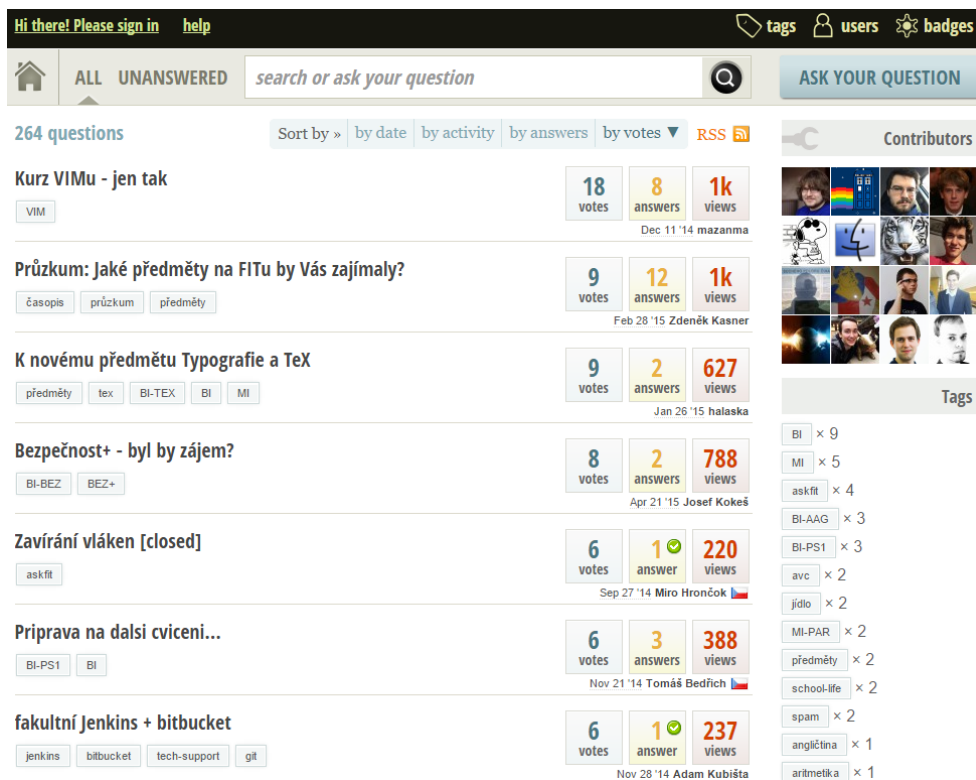 Hi there! Please sign in help tags users badges
ALL UNANSWERED search or ask your question ASK YOUR QUESTION
264 questions Sort by » by date by activity by answers by votes ▼ RSS
Kurz VIMu - jen tak
VIM
18 votes 8 answers 1k views
Dec 11 '14 mazanma
Průzkum: Jaké předměty na FITu by Vás zajímaly?
časopis průzkum předměty
9 votes 12 answers 1k views
Feb 28 '15 Zdeněk Kasner
K novému předmětu Typografie a TeX
předměty tex BI-TEX BI MI
9 votes 2 answers 627 views
Jan 26 '15 halaska
Bezpečnost+ - byl by zájem?
BI-BEZ BEZ+
8 votes 2 answers 788 views
Apr 21 '15 Josef Kokeš
Zavírání vláken [closed]
askfit
6 votes 1 answer 220 views
Sep 27 '14 Miro Hrončok
Priprava na dalsi cviceni...
BI-PS1 BI
6 votes 3 answers 388 views
Nov 21 '14 Tomáš Bedřich
fakultní Jenkins + bitbucket
jenkins bitbucket tech-support git
6 votes 1 answer 237 views
Nov 28 '14 Adam Kubišta
Contributors
Tags
BI × 9
MI × 5
askfit × 4
BI-AAG × 3
BI-PS1 × 3
avc × 2
jídlo × 2
MI-PAR × 2
předměty × 2
school-life × 2
spam × 2
angličtina × 1
aritmetika × 1